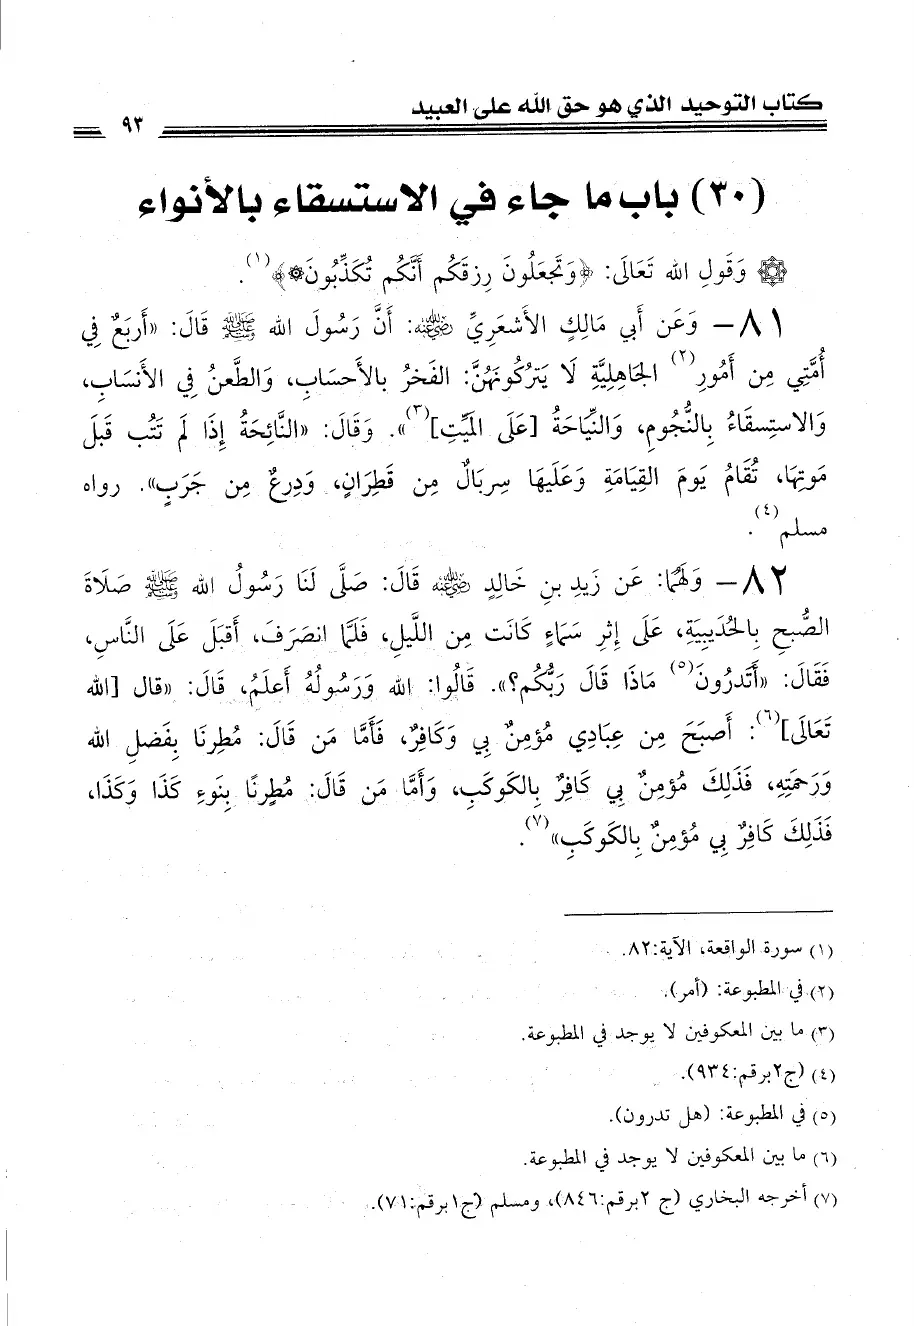 كتاب التوحيد الذي هو حق الله على العبيد
٩٣
(٣٠) باب ما جاء في الاستسقاء بالأنواء
۞ وَقَولِ الله تَعَالَى: ﴿وَتَجعَلُونَ رِزقَكُم أَنَّكُم تُكَذِّبُونَ﴾(١).
٨١ – وَعَن أَبي مَالِكٍ الأَشعَرِيِّ رضي الله عنه: أَنَّ رَسُولَ الله ﷺ قَالَ: «أَربَعٌ فِي
أُمَّتِي مِن أُمُورِ(٢) الجَاهِليَّةِ لَا يَترُكُونَهُنَّ: الفَخرُ بالأَحسَابِ، وَالطَّعنُ فِي الأَنسَابِ،
وَالاستِسقَاءُ بِالنُّجُومِ، وَالنِّيَاحَةُ [عَلَى المَيِّتِ](٣)». وَقَالَ: «النَّائِحَةُ إِذَا لَم تَتُب قَبلَ
مَوتِهَا، تُقَامُ يَومَ القِيَامَةِ وَعَلَيهَا سِربَالٌ مِن قَطِرَانٍ، وَدِرعٌ مِن جَرَبٍ». رواه
مسلم(٤).
٨٢ – وَلَهُمَا: عَن زَيدِ بنِ خَالِدٍ رضي الله عنه قَالَ: صَلَّى لَنَا رَسُولُ الله ﷺ صَلَاةَ
الصُّبحِ بِالحُدَيبِيَةِ، عَلَى إِثرِ سَمَاءٍ كَانَت مِن اللَّيلِ، فَلَمَّا انصَرَفَ، أَقبَلَ عَلَى النَّاسِ،
فَقَالَ: «أَتَدرُونَ(٥) مَاذَا قَالَ رَبُّكُم؟». قَالُوا: الله وَرَسُولُهُ أَعلَمُ، قَالَ: «قال [الله
تَعَالَى](٦): أَصبَحَ مِن عِبَادِي مُؤمِنٌ بِي وَكَافِرٌ، فَأَمَّا مَن قَالَ: مُطِرنَا بِفَضلِ الله
وَرَحمَتِهِ، فَذَلِكَ مُؤمِنٌ بِي كَافِرٌ بِالكَوكَبِ، وَأَمَّا مَن قَالَ: مُطِرنَا بِنَوءِ كَذَا وَكَذَا،
فَذَلِكَ كَافِرٌ بِي مُؤمِنٌ بِالكَوكَبِ»(٧).
(١) سورة الواقعة، الآية:٨٢.
(٢) في المطبوعة: (أمر).
(٣) ما بين المعكوفين لا يوجد في المطبوعة.
(٤) (ج٢برقم:٩٣٤).
(٥) في المطبوعة: (هل تدرون).
(٦) ما بين المعكوفين لا يوجد في المطبوعة.
(٧) أخرجه البخاري (ج ٢برقم:٨٤٦)، ومسلم (ج١برقم:٧١).